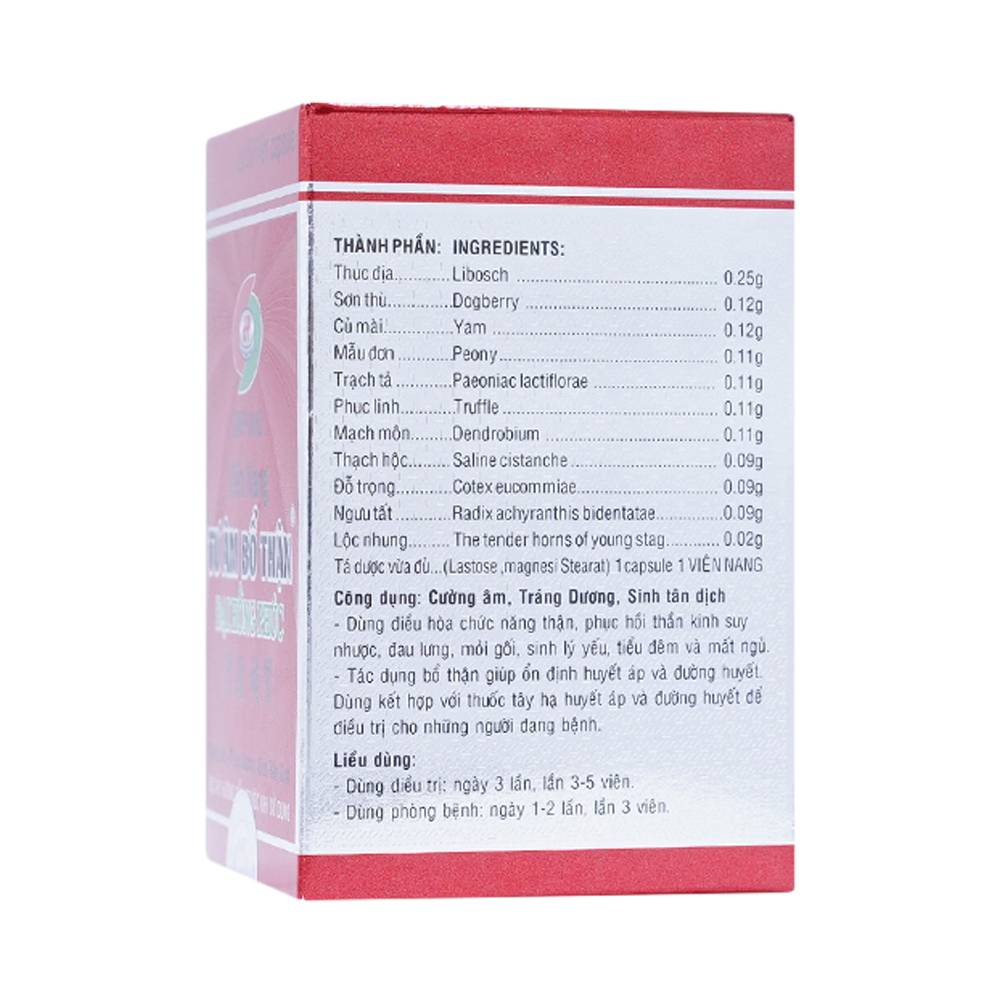 THÀNH PHẦN: INGREDIENTS:
Thục địa............Libosch ........................................ 0.25g
Sơn thù............Dogberry ........................................ 0.12g
Củ mài.............Yam ........................................ 0.12g
Mẫu đơn ...........Peony........................................ 0.11g
Trạch tả ............Paeoniac lactiflorae ........................ 0.11g
Phục linh...........Truffle........................................ 0.11g
Mạch môn.........Dendrobium ................................ 0.11g
Thạch hộc.........Saline cistanche ........................... 0.09g
Đỗ trọng............Cotex eucommiae........................ 0.09g
Ngưu tất ...........Radix achyranthis bidentatae............0.09g
Lộc nhung.........The tender horns of young stag...........0.02g
Tá dược vừa đủ...(Lastose ,magnesi Stearat) 1capsule 1 VIÊN NANG
Công dụng: Cường âm, Tráng Dương, Sinh tân dịch
- Dùng điều hòa chức năng thận, phục hồi thần kinh suy
nhược, đau lưng, mỏi gối, sinh lý yếu, tiểu đêm và mất ngủ.
- Tác dụng bổ thận giúp ổn định huyết áp và đường huyết.
Dùng kết hợp với thuốc tây hạ huyết áp và đường huyết để
điều trị cho những người đang bệnh.
Liều dùng:
- Dùng điều trị: ngày 3 lần, lần 3-5 viên.
- Dùng phòng bệnh: ngày 1-2 lần, lần 3 viên.
TƯ ÂM BỔ THẬN